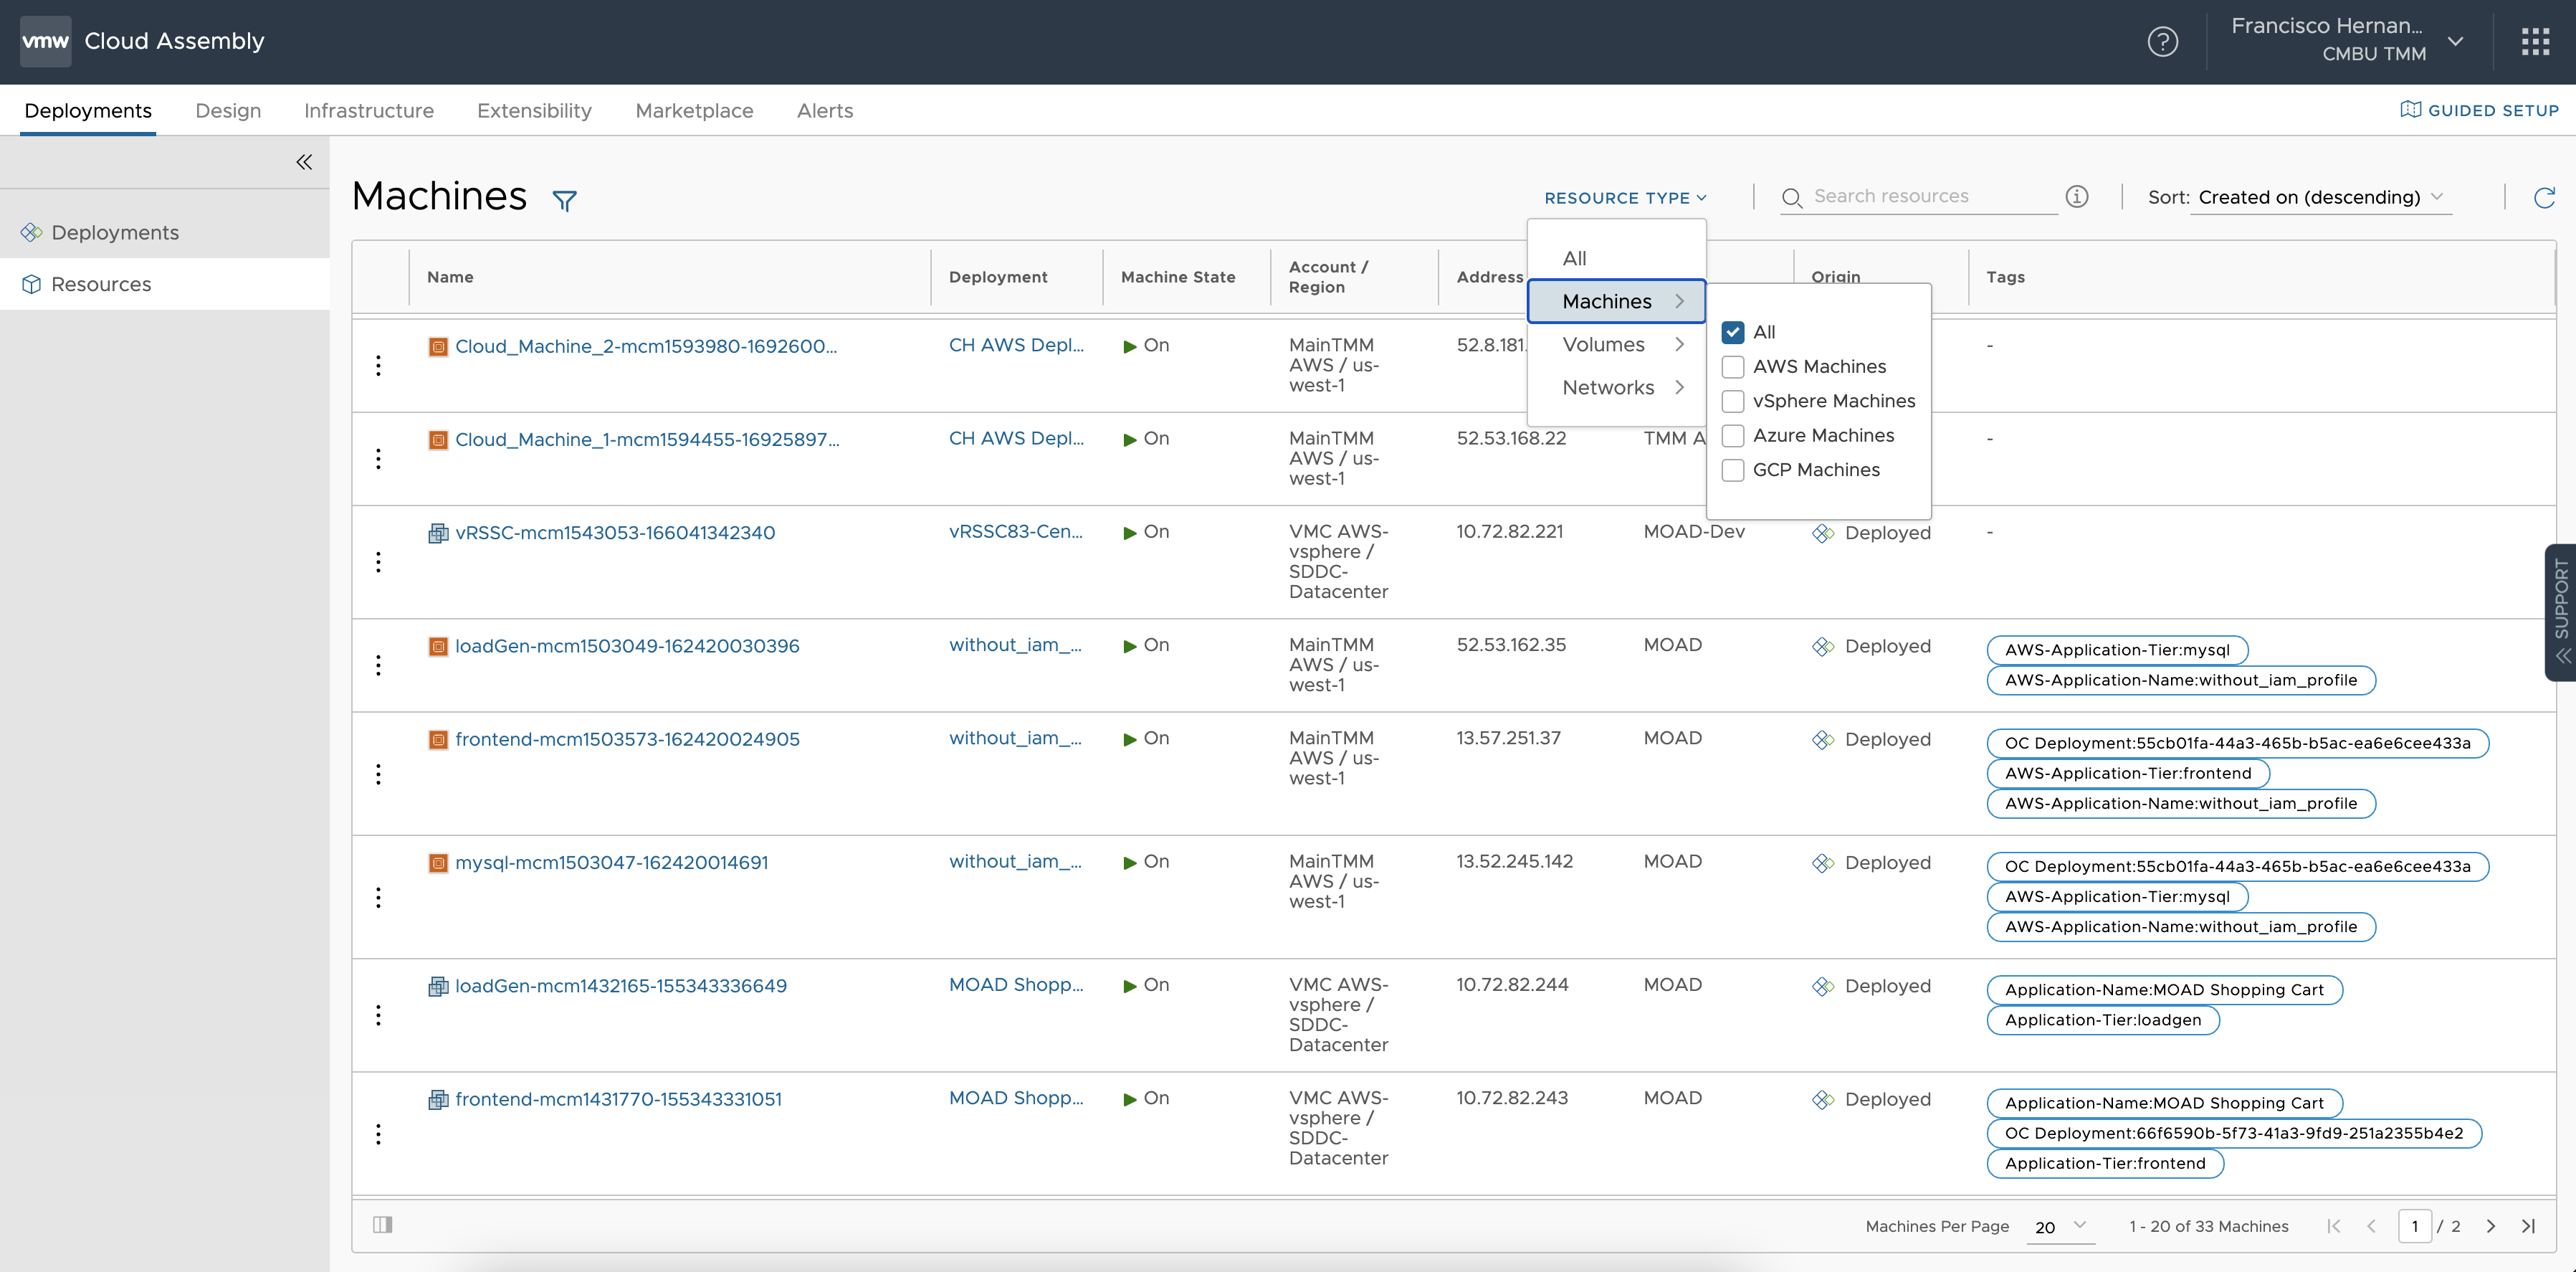 vmw Cloud Assembly
Francisco Hernan...
CMBU TMM
Deployments Design Infrastructure Extensibility Marketplace Alerts
GUIDED SETUP
Deployments
Resources
Machines
RESOURCE TYPE
Search resources
Sort: Created on (descending)
All
Machines
Volumes
Networks
All
AWS Machines
vSphere Machines
Azure Machines
GCP Machines
Name Deployment Machine State Account / Region Address Origin Tags
Cloud_Machine_2-mcm1593980-1692600... CH AWS Depl... On MainTMM 52.8.181. -
AWS / us-
west-1
Cloud_Machine_1-mcm1594455-16925897... CH AWS Depl... On MainTMM 52.53.168.22 TMM A -
AWS / us-
west-1
vRSSC-mcm1543053-166041342340 vRSSC83-Cen... On VMC AWS- 10.72.82.221 MOAD-Dev Deployed -
vsphere /
SDDC-
Datacenter
loadGen-mcm1503049-162420030396 without_iam_... On MainTMM 52.53.162.35 MOAD Deployed AWS-Application-Tier:mysql
AWS / us-
west-1 AWS-Application-Name:without_iam_profile
frontend-mcm1503573-162420024905 without_iam_... On MainTMM 13.57.251.37 MOAD Deployed OC Deployment:55cb01fa-44a3-465b-b5ac-ea6e6cee433a
AWS / us- AWS-Application-Tier:frontend
west-1 AWS-Application-Name:without_iam_profile
mysql-mcm1503047-162420014691 without_iam_... On MainTMM 13.52.245.142 MOAD Deployed OC Deployment:55cb01fa-44a3-465b-b5ac-ea6e6cee433a
AWS / us- AWS-Application-Tier:mysql
west-1 AWS-Application-Name:without_iam_profile
loadGen-mcm1432165-155343336649 MOAD Shopp... On VMC AWS- 10.72.82.244 MOAD Deployed Application-Name:MOAD Shopping Cart
vsphere / Application-Tier:loadgen
SDDC-
Datacenter
frontend-mcm1431770-155343331051 MOAD Shopp... On VMC AWS- 10.72.82.243 MOAD Deployed Application-Name:MOAD Shopping Cart
vsphere / OC Deployment:66f6590b-5f73-41a3-9fd9-251a2355b4e2
SDDC- Application-Tier:frontend
Datacenter
SUPPORT
Machines Per Page 20 1 - 20 of 33 Machines 1 / 2